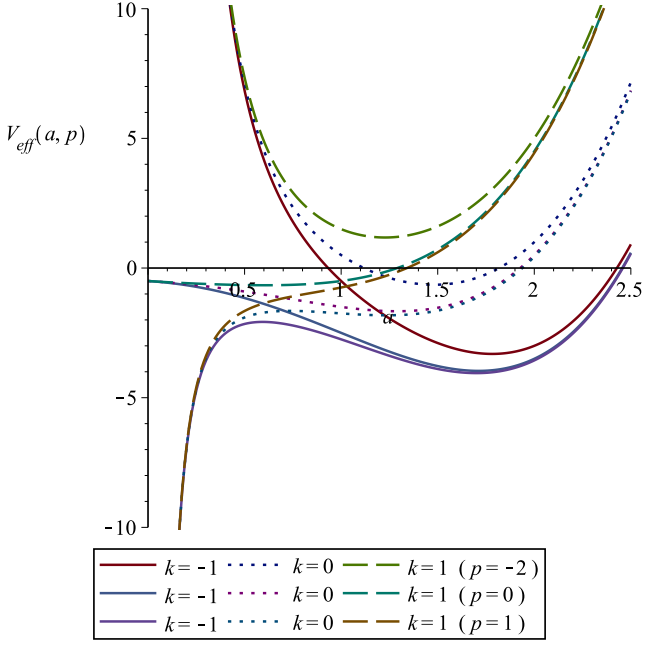 10
V_eff(a, p)
5
0
0.5
1
1.5
2
2.5
a
−5
−10
k = −1 k = 0 k = 1 ( p = −2 )
k = −1 k = 0 k = 1 ( p = 0 )
k = −1 k = 0 k = 1 ( p = 1 )